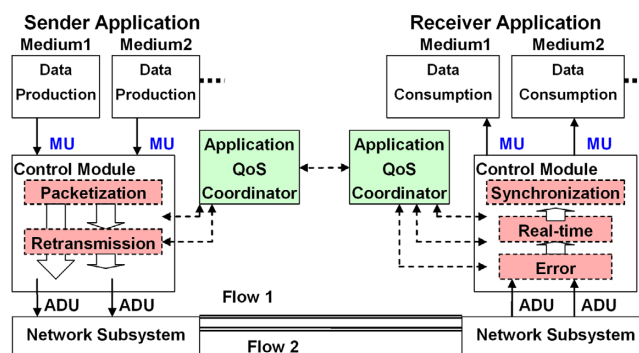 Sender Application
Receiver Application
Medium1
Medium2
Medium1
Medium2
Data
Production
Data
Production
Data
Consumption
Data
Consumption
MU
MU
MU
MU
Application
QoS
Coordinator
Application
QoS
Coordinator
Control Module
Packetization
Retransmission
Control Module
Synchronization
Real-time
Error
ADU
ADU
ADU
ADU
Flow 1
Network Subsystem
Network Subsystem
Flow 2